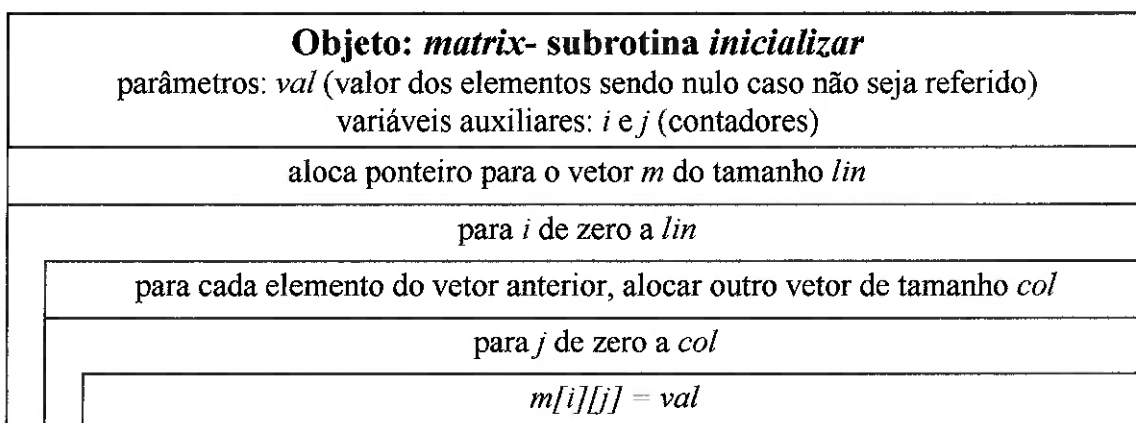 Objeto: matrix- subrotina inicializar
parâmetros: val (valor dos elementos sendo nulo caso não seja referido)
variáveis auxiliares: i e j (contadores)
aloca ponteiro para o vetor m do tamanho lin
para i de zero a lin
para cada elemento do vetor anterior, alocar outro vetor de tamanho col
para j de zero a col
m[i][j] = val